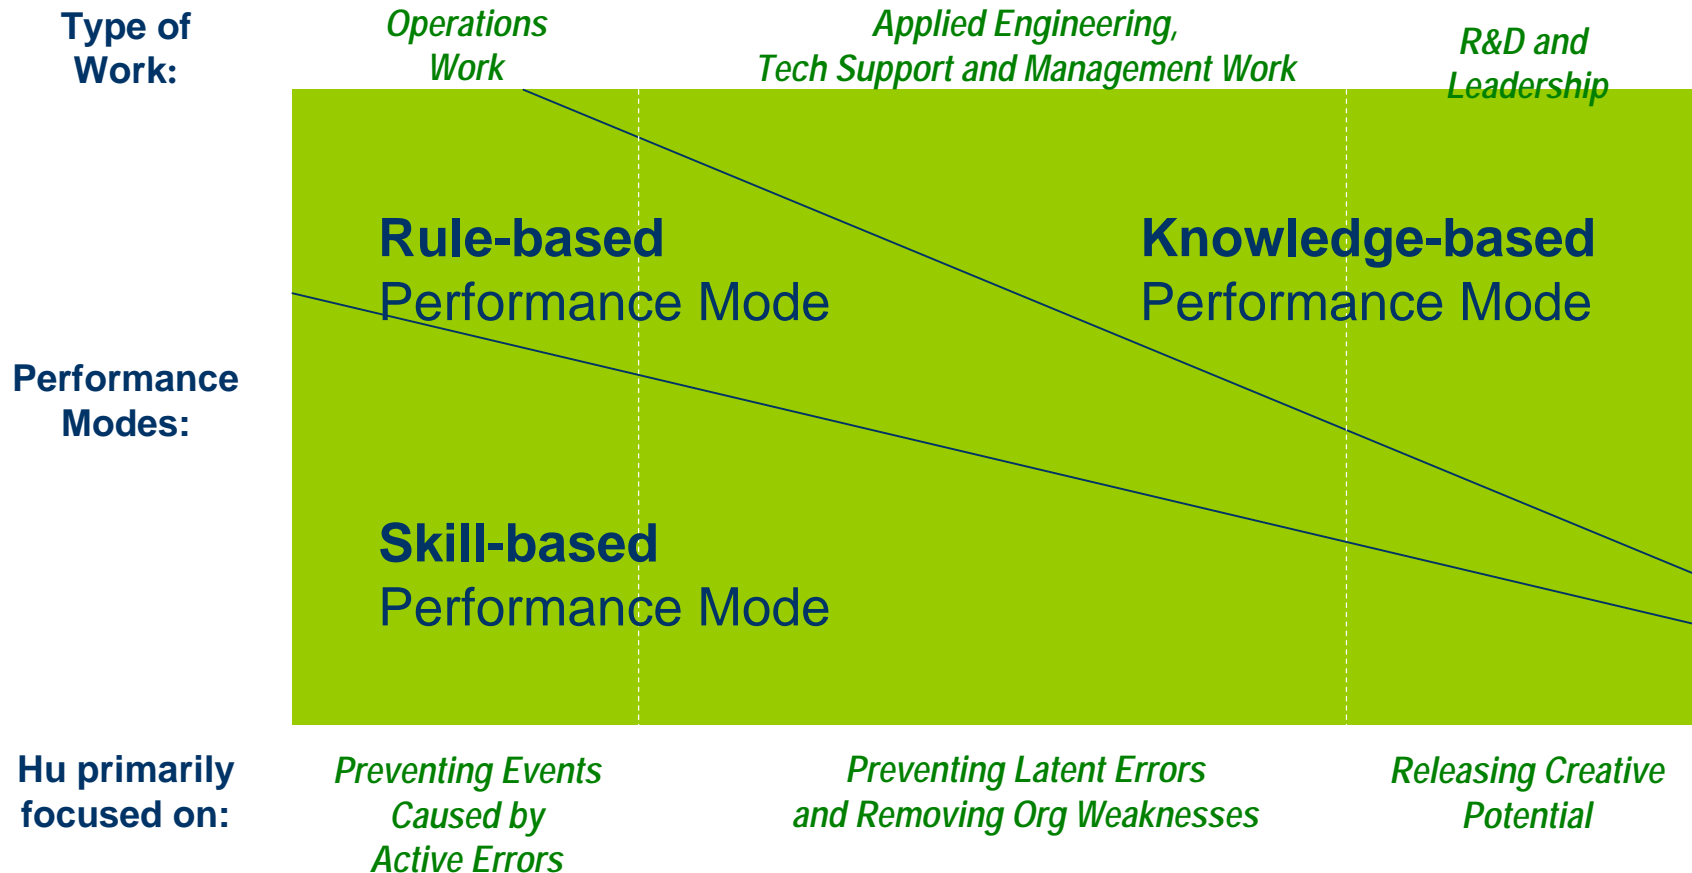 Type of
Work:
Operations
Work
Applied Engineering,
Tech Support and Management Work
R&D and
Leadership
Performance
Modes:
Rule-based
Performance Mode
Knowledge-based
Performance Mode
Skill-based
Performance Mode
Hu primarily
focused on:
Preventing Events
Caused by
Active Errors
Preventing Latent Errors
and Removing Org Weaknesses
Releasing Creative
Potential